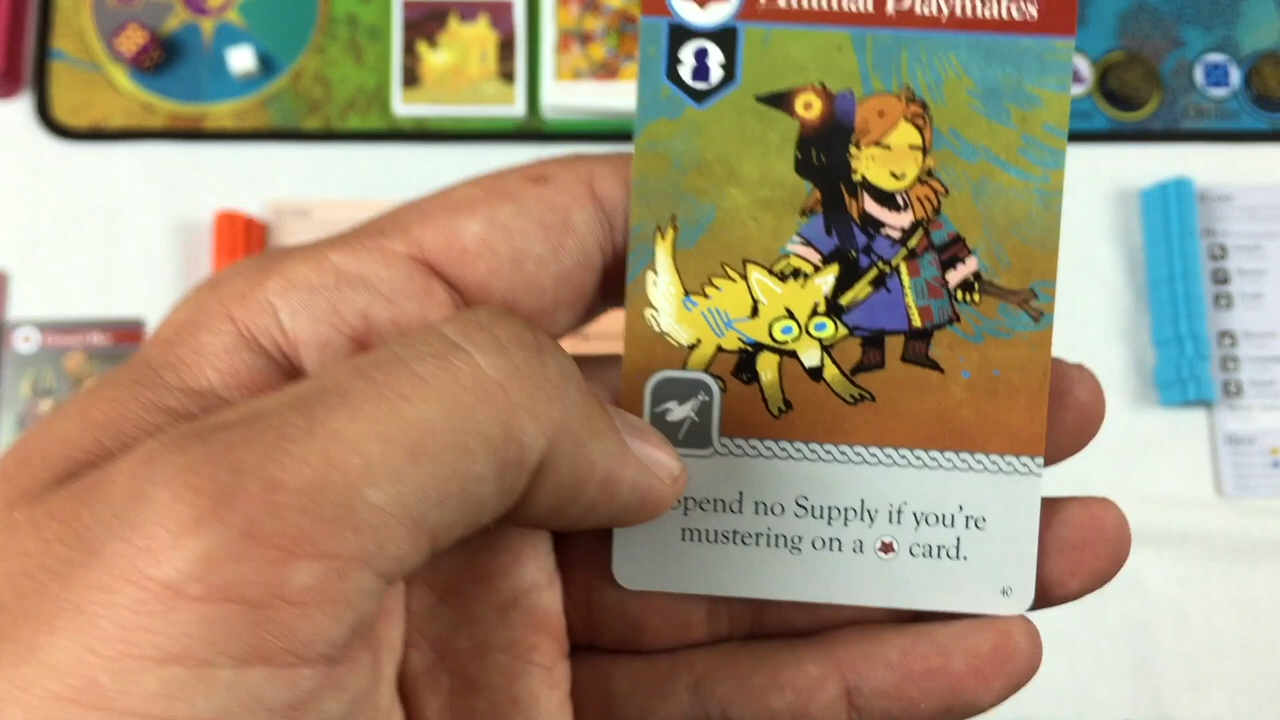 Animal Playmates
Spend no Supply if you're
mustering on a card.
40